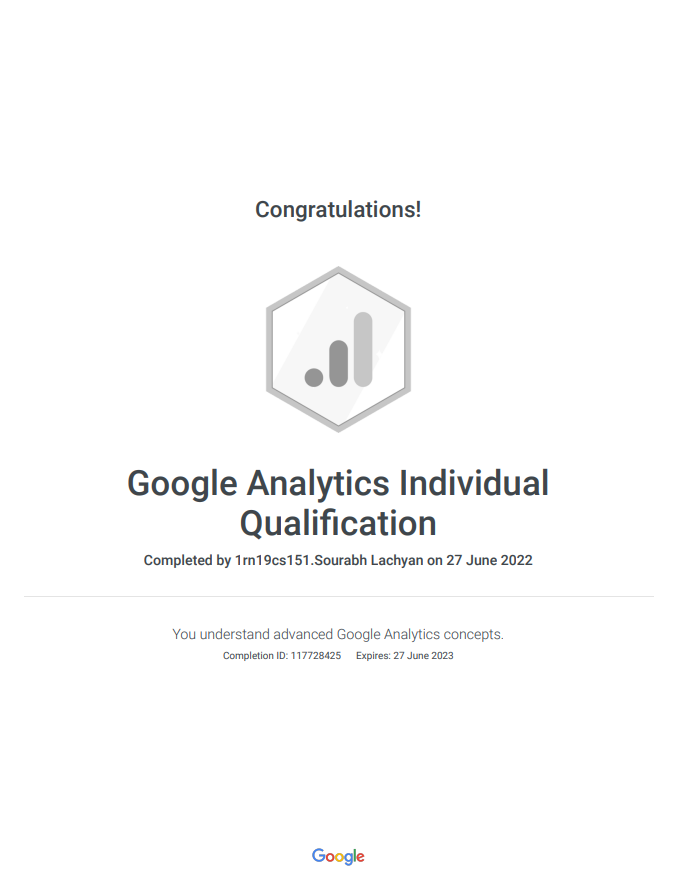 Congratulations!
Google Analytics Individual
Qualification
Completed by 1rn19cs151.Sourabh Lachyan on 27 June 2022
You understand advanced Google Analytics concepts.
Completion ID: 117728425 Expires: 27 June 2023
Google